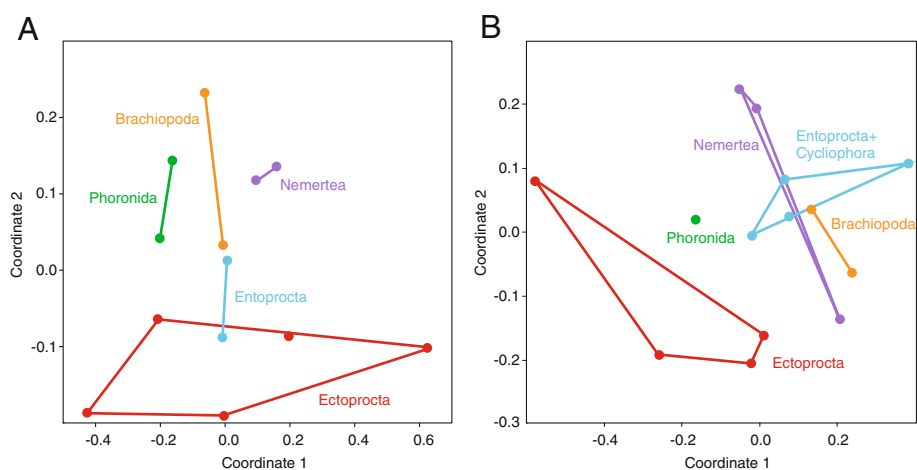 A
0.2
0.1
0.0
-0.1
Coordinate 2
Brachiopoda
Phoronida
Nemertea
Entoprocta
Ectoprocta
-0.4
-0.2
0.0
0.2
0.4
0.6
Coordinate 1
B
0.2
0.1
0.0
-0.1
-0.2
-0.3
Coordinate 2
Entoprocta+
Cycliophora
Nemertea
Brachiopoda
Phoronida
Ectoprocta
-0.4
-0.2
0.0
0.2
Coordinate 1